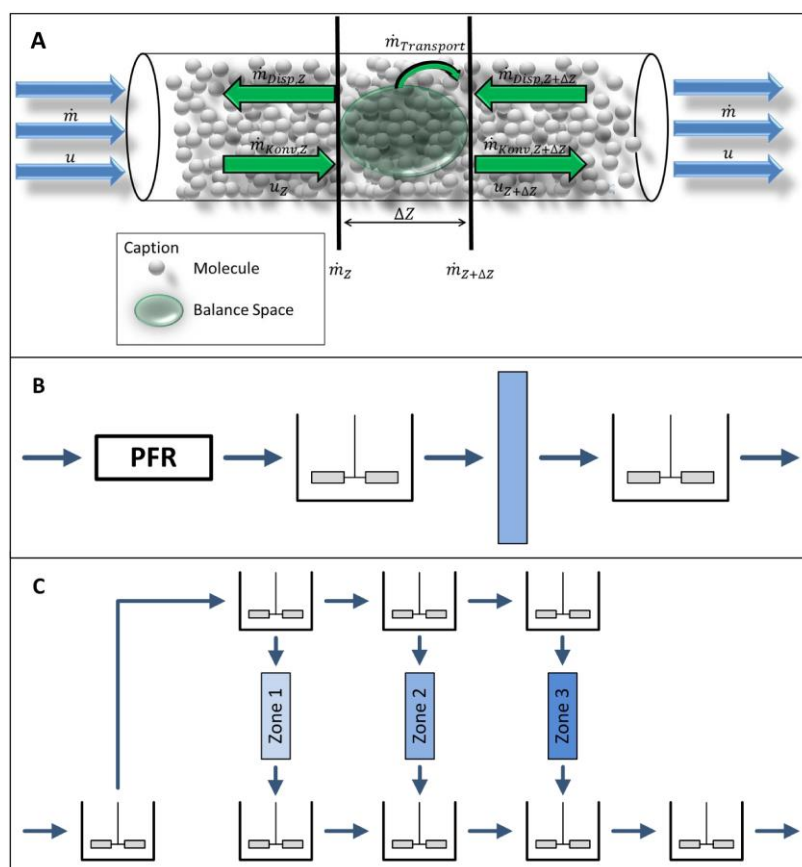 A
ṁ_Transport
ṁ_Disp,Z
ṁ_Disp,Z+ΔZ
ṁ
ṁ
ṁ_Konv,Z
ṁ_Konv,Z+ΔZ
u
u
u_Z
u_Z+ΔZ
ΔZ
Caption
Molecule
Balance Space
ṁ_Z
ṁ_Z+ΔZ
B
PFR
C
Zone 1
Zone 2
Zone 3